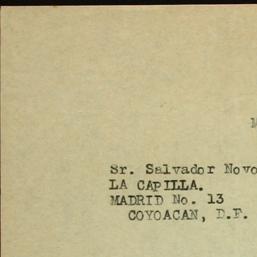 Sr. Salvador Novo
LA CAPILLA.
MADRID No. 13
COYOACAN, D.F.